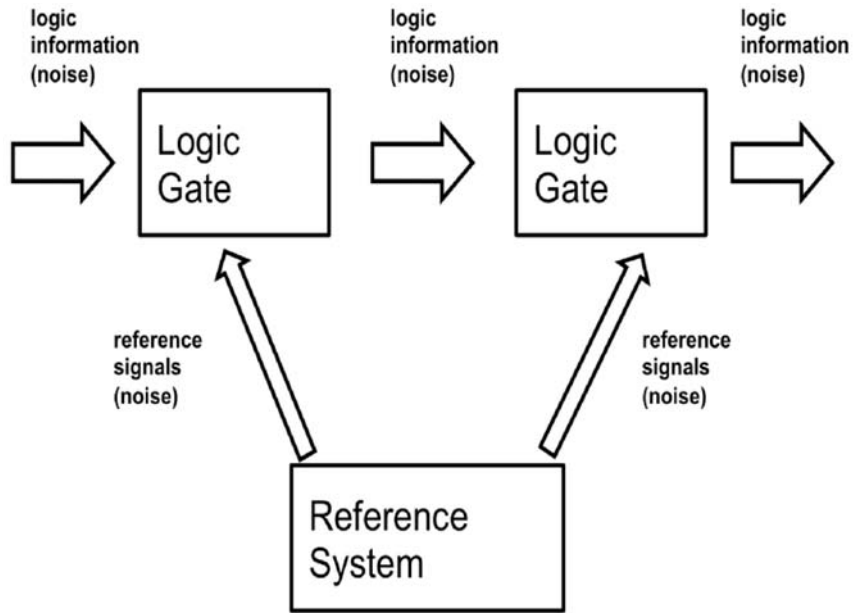 logic
information
(noise)
logic
information
(noise)
logic
information
(noise)
Logic
Gate
Logic
Gate
reference
signals
(noise)
reference
signals
(noise)
Reference
System